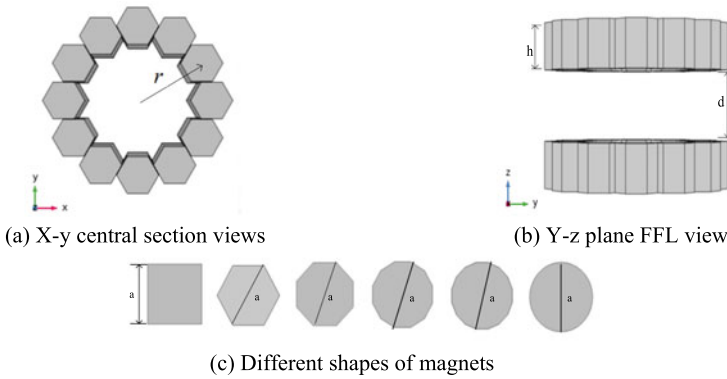 r
y
x
(a) X-y central section views
h
d
z
y
(b) Y-z plane FFL view
a
a
a
a
a
a
(c) Different shapes of magnets